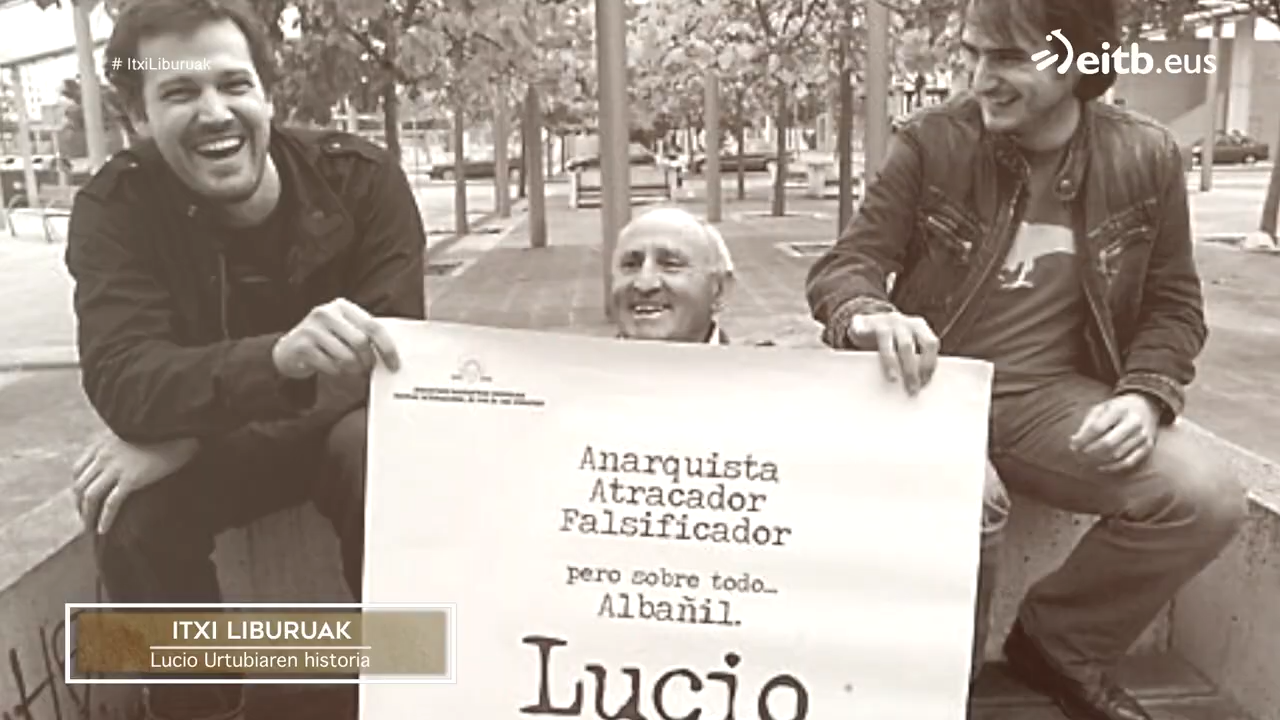 # ItxiLiburuak
eitb.eus
Anarquista
Atracador
Falsificador
pero sobre todo...
Albañil.
Lucio
ITXI LIBURUAK
Lucio Urtubiaren historia